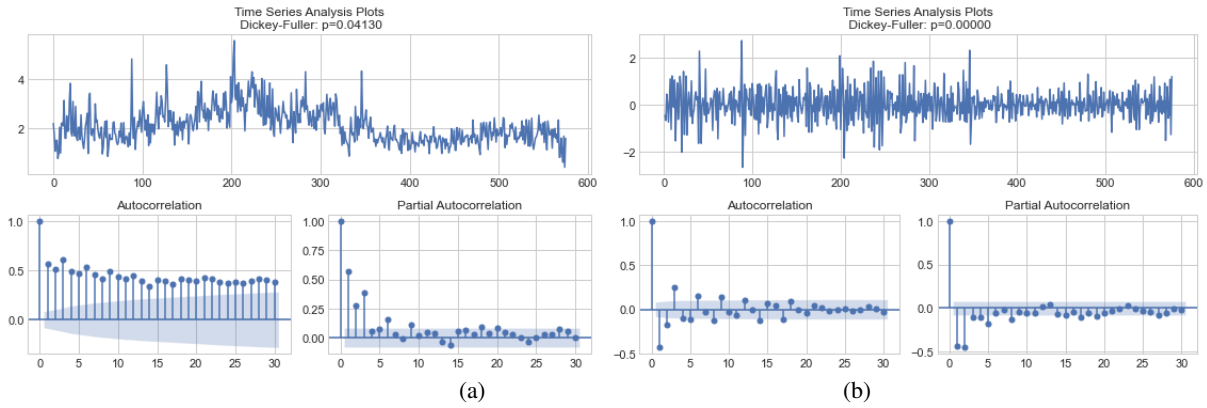 Time Series Analysis Plots
Dickey-Fuller: p=0.04130
4
2
0 100 200 300 400 500 600
Autocorrelation
1.0
0.5
0.0
0 10 20 30
Partial Autocorrelation
1.00
0.75
0.50
0.25
0.00
0 5 10 15 20 25 30
(a)
Time Series Analysis Plots
Dickey-Fuller: p=0.00000
2
0
−2
0 100 200 300 400 500 600
Autocorrelation
1.0
0.5
0.0
−0.5
0 5 10 15 20 25 30
Partial Autocorrelation
1.0
0.5
0.0
−0.5
0 5 10 15 20 25 30
(b)